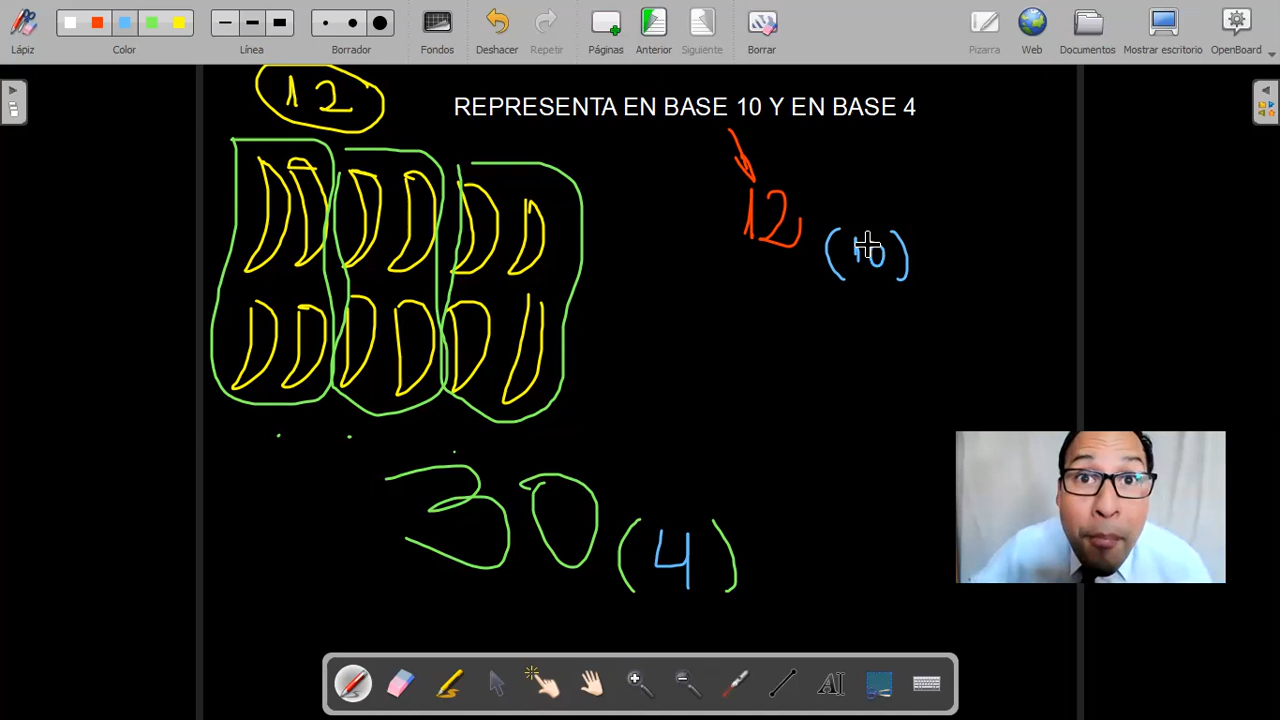 Lápiz Color Línea Borrador Fondos Deshacer Repetir Páginas Anterior Siguiente Borrar Pizarra Web Documentos Mostrar escritorio OpenBoard
12
REPRESENTA EN BASE 10 Y EN BASE 4
12 (10)
30 (4)